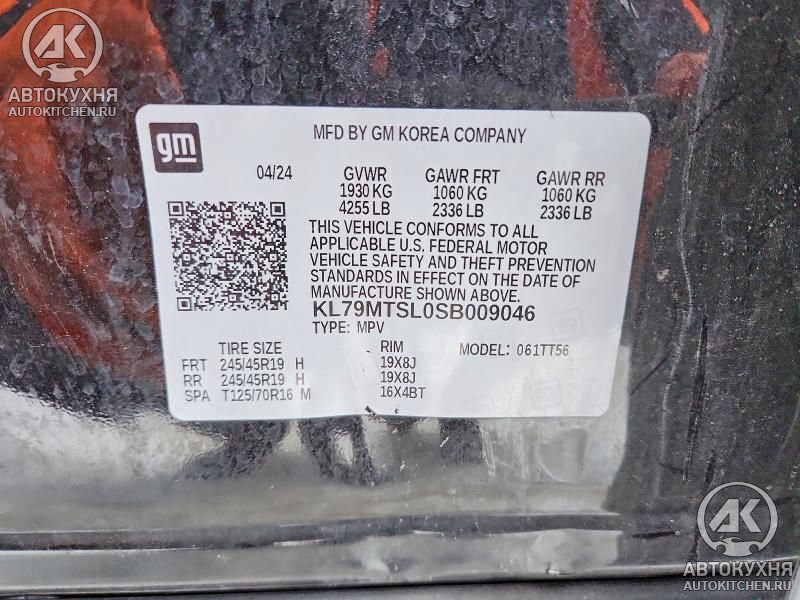 АВТОКУХНЯ
AUTOKITCHEN.RU
gm
MFD BY GM KOREA COMPANY
04/24 GVWR GAWR FRT GAWR RR
1930 KG 1060 KG 1060 KG
4255 LB 2336 LB 2336 LB
THIS VEHICLE CONFORMS TO ALL
APPLICABLE U.S. FEDERAL MOTOR
VEHICLE SAFETY AND THEFT PREVENTION
STANDARDS IN EFFECT ON THE DATE OF
MANUFACTURE SHOWN ABOVE.
KL79MTSL0SB009046
TYPE: MPV
TIRE SIZE RIM MODEL: 061TT56
FRT 245/45R19 H 19X8J
RR 245/45R19 H 19X8J
SPA T125/70R16 M 16X4BT
АВТОКУХНЯ
AUTOKITCHEN.RU